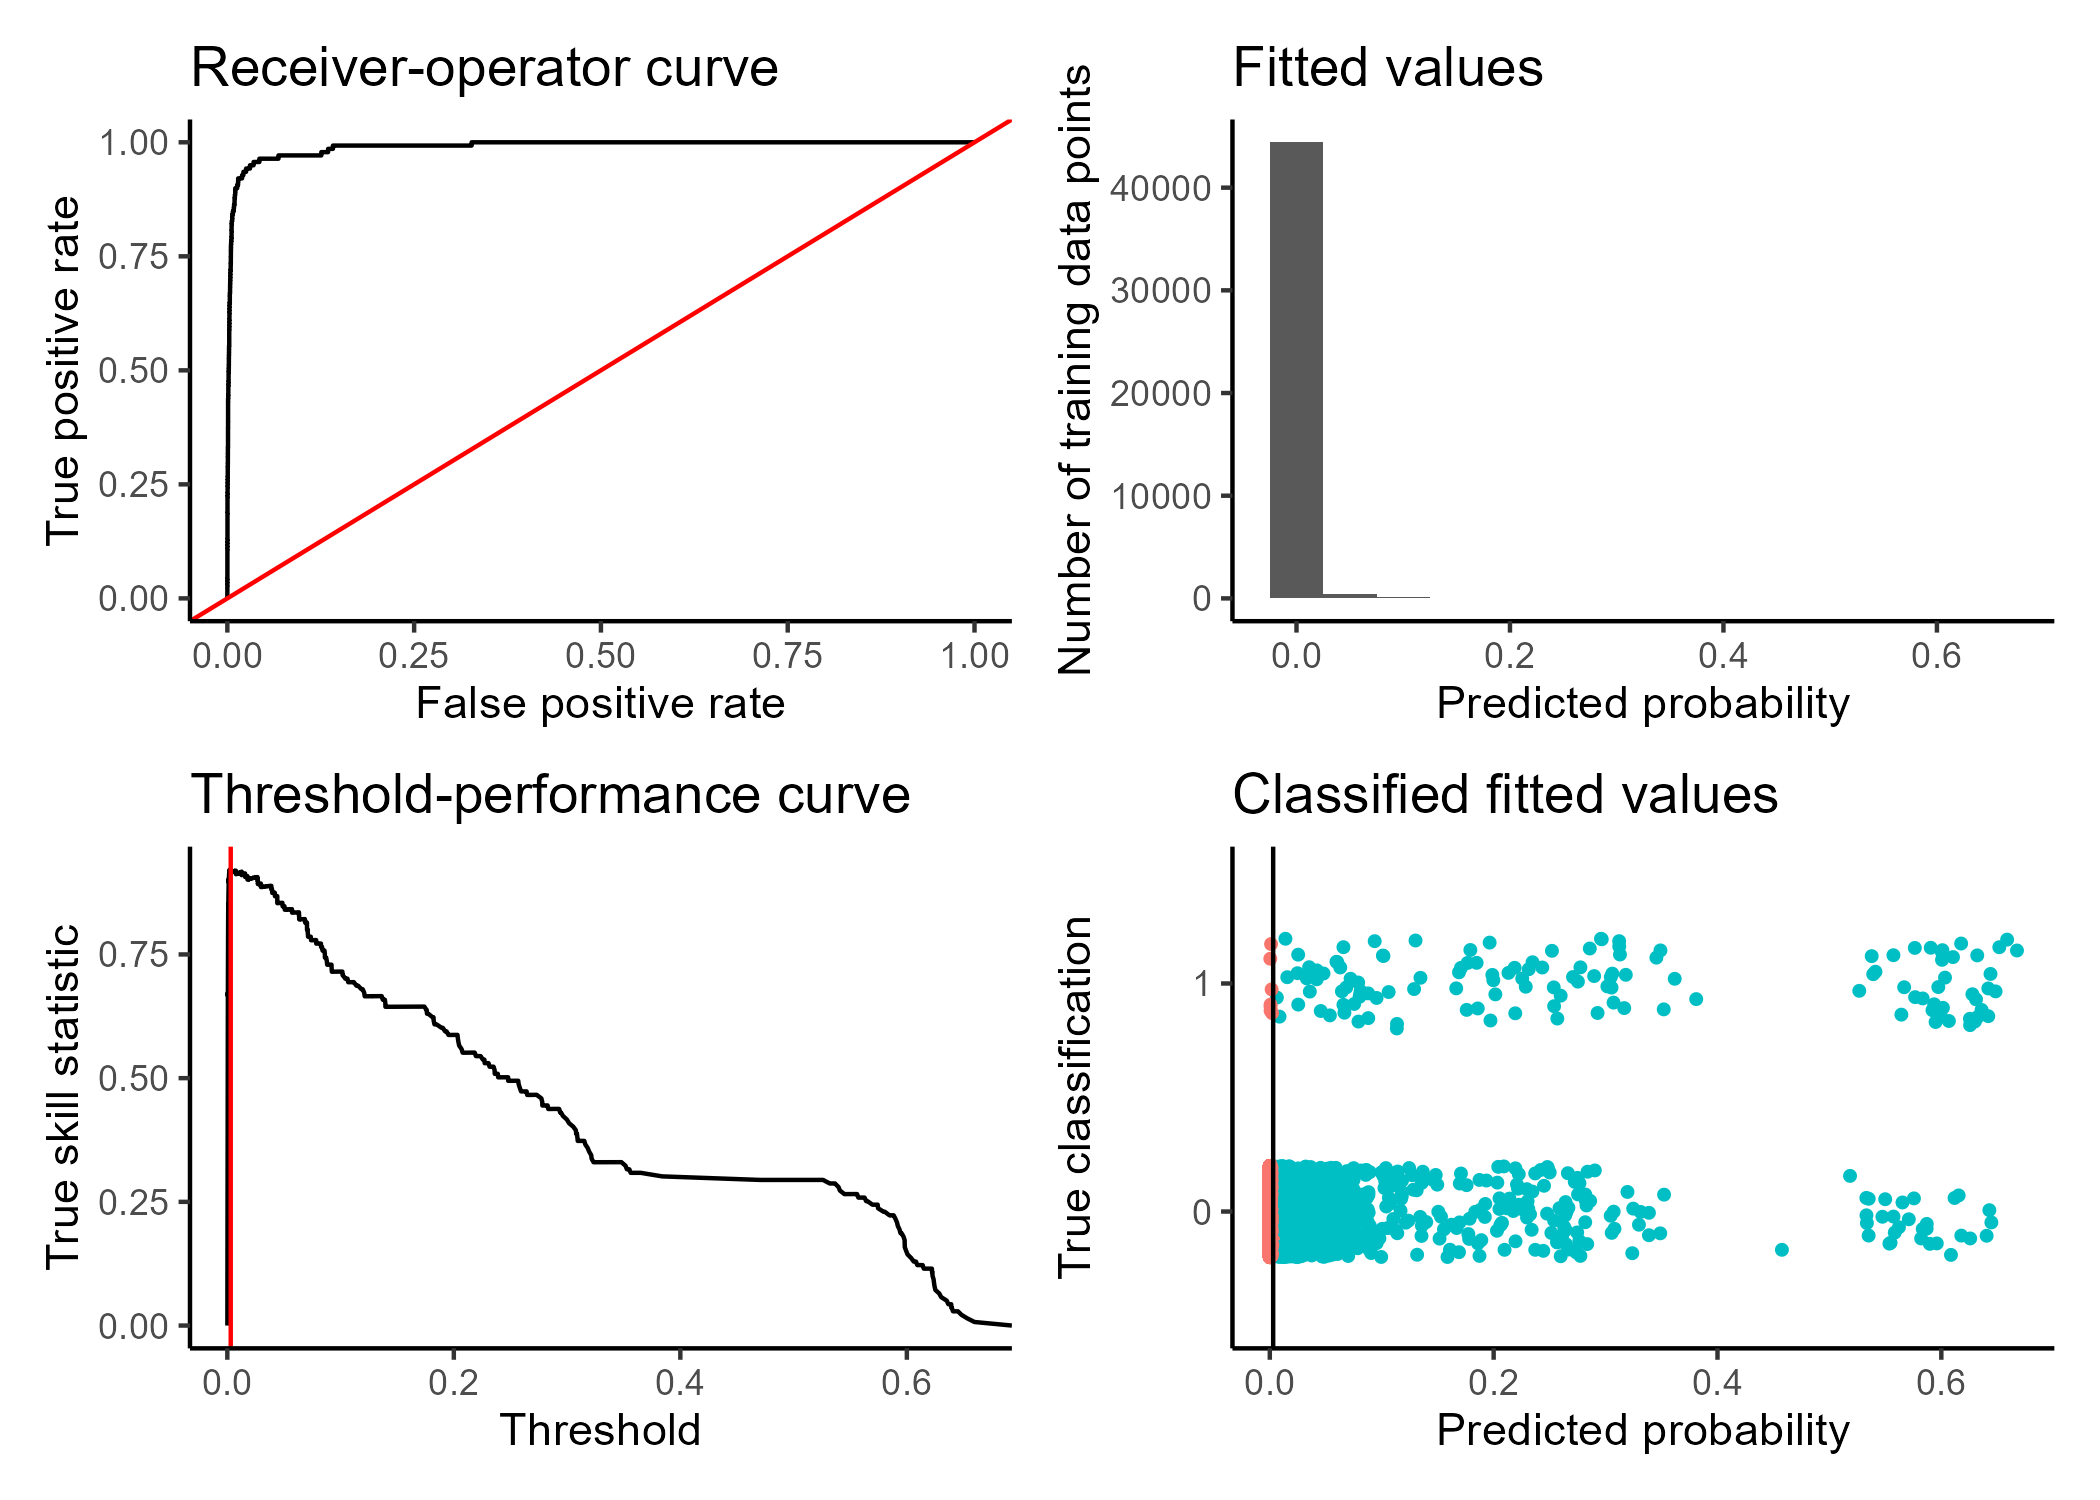 Receiver-operator curve
True positive rate
1.00
0.75
0.50
0.25
0.00
0.00 0.25 0.50 0.75 1.00
False positive rate
Fitted values
Number of training data points
40000
30000
20000
10000
0
0.0 0.2 0.4 0.6
Predicted probability
Threshold-performance curve
True skill statistic
0.75
0.50
0.25
0.00
0.0 0.2 0.4 0.6
Threshold
Classified fitted values
True classification
1
0
0.0 0.2 0.4 0.6
Predicted probability